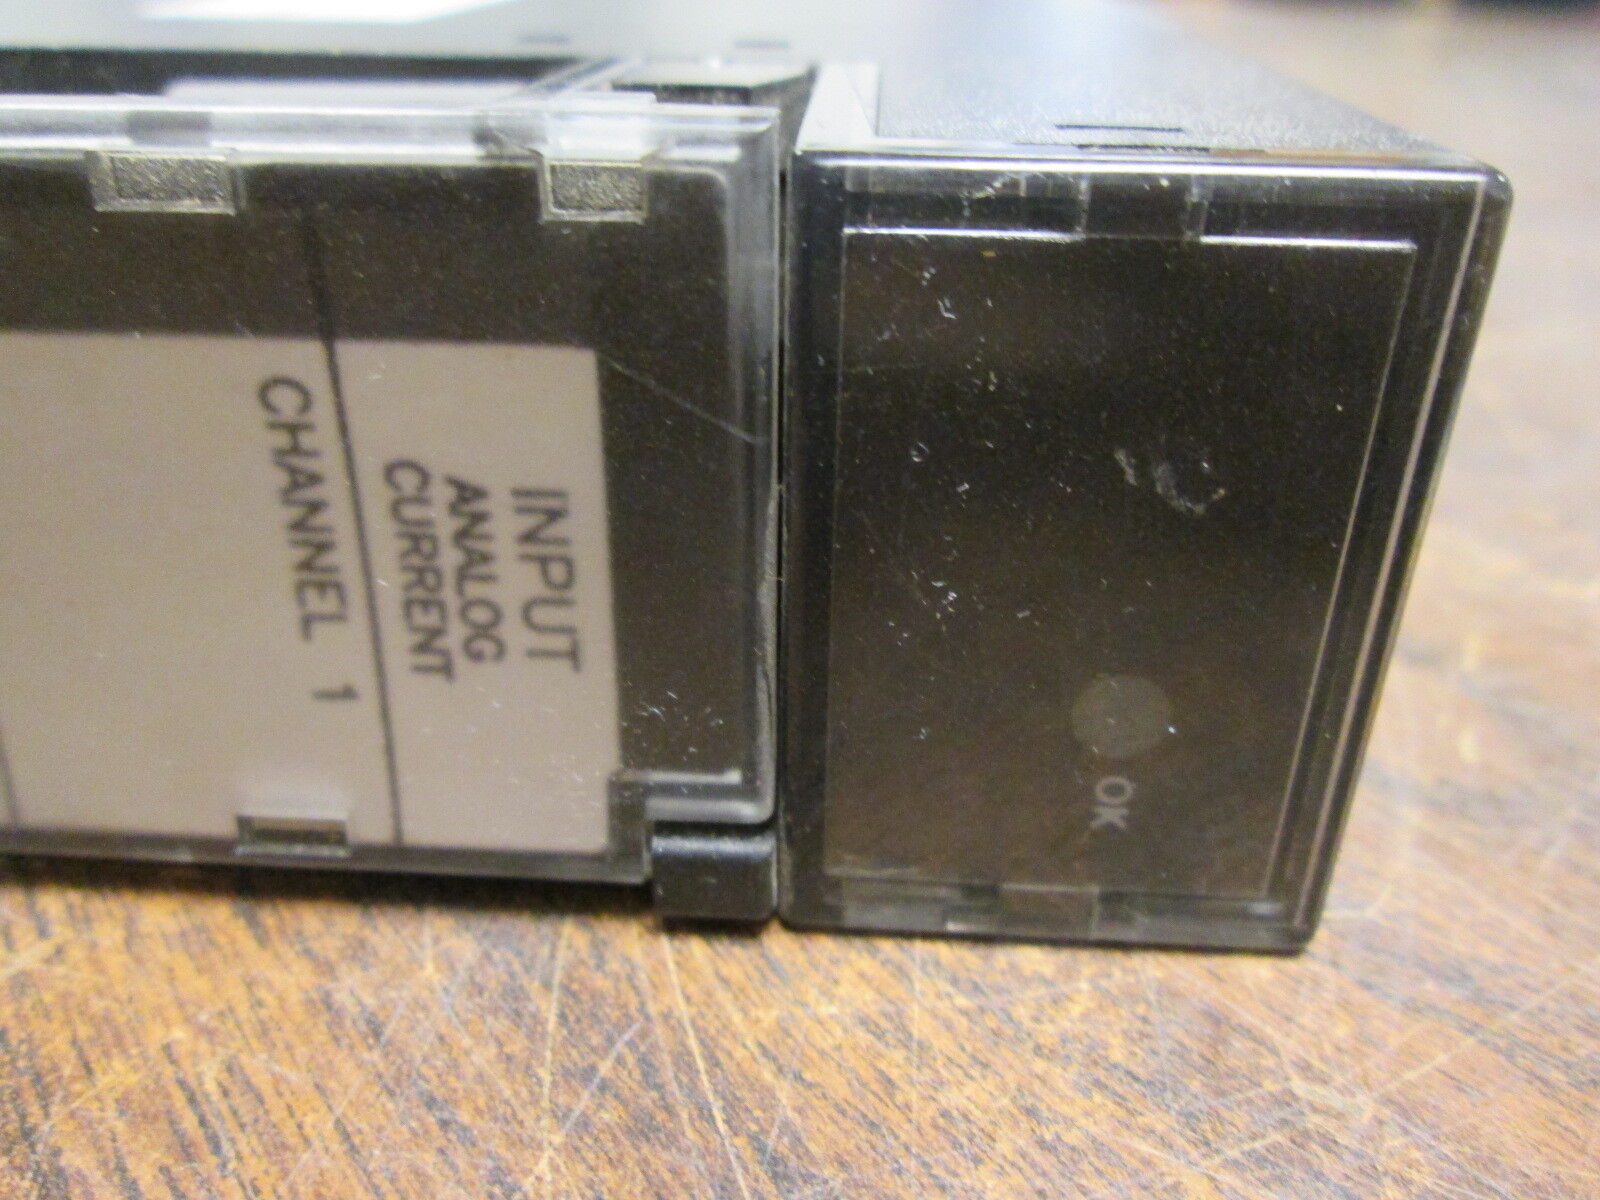 OK
INPUT
ANALOG
CURRENT
CHANNEL 1